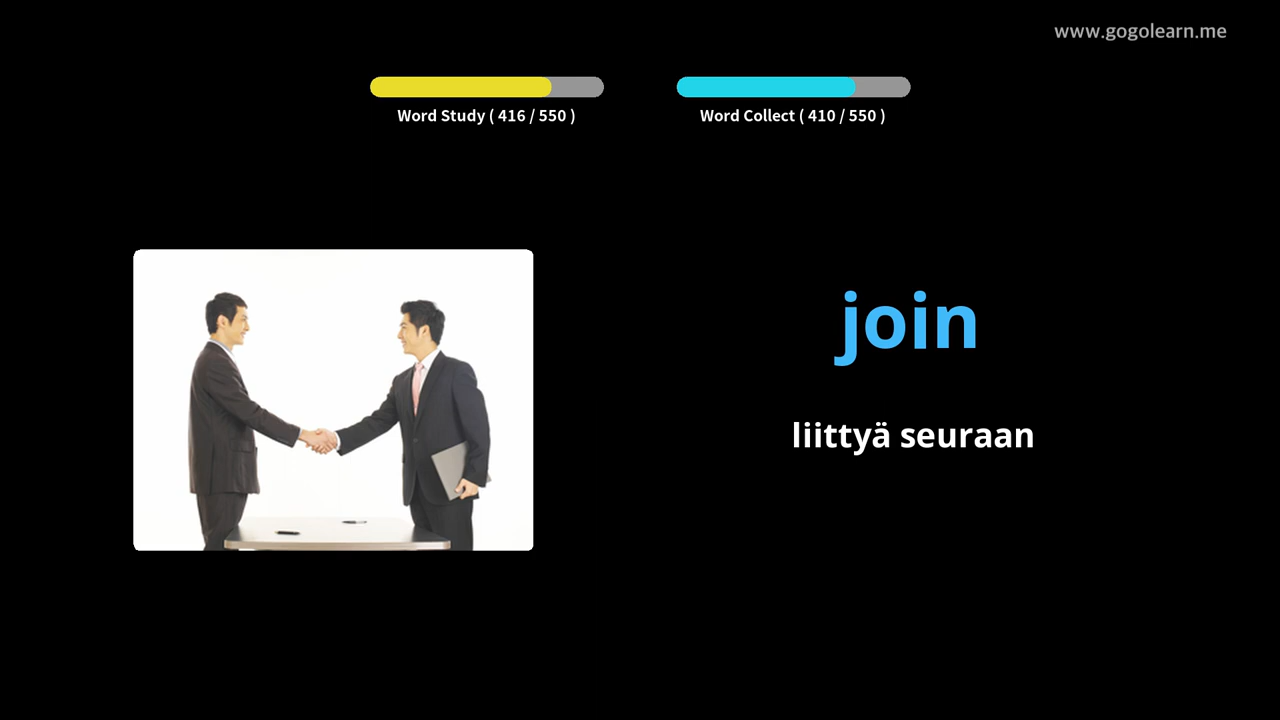 www.gogolearn.me
Word Study ( 416 / 550 )
Word Collect ( 410 / 550 )
join
liittyä seuraan